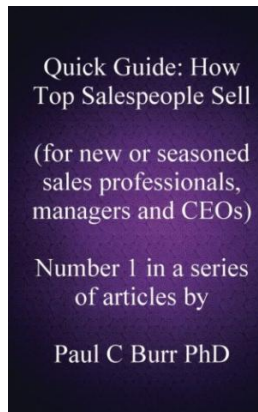 Quick Guide: How
Top Salespeople Sell
(for new or seasoned
sales professionals,
managers and CEOs)
Number 1 in a series
of articles by
Paul C Burr PhD